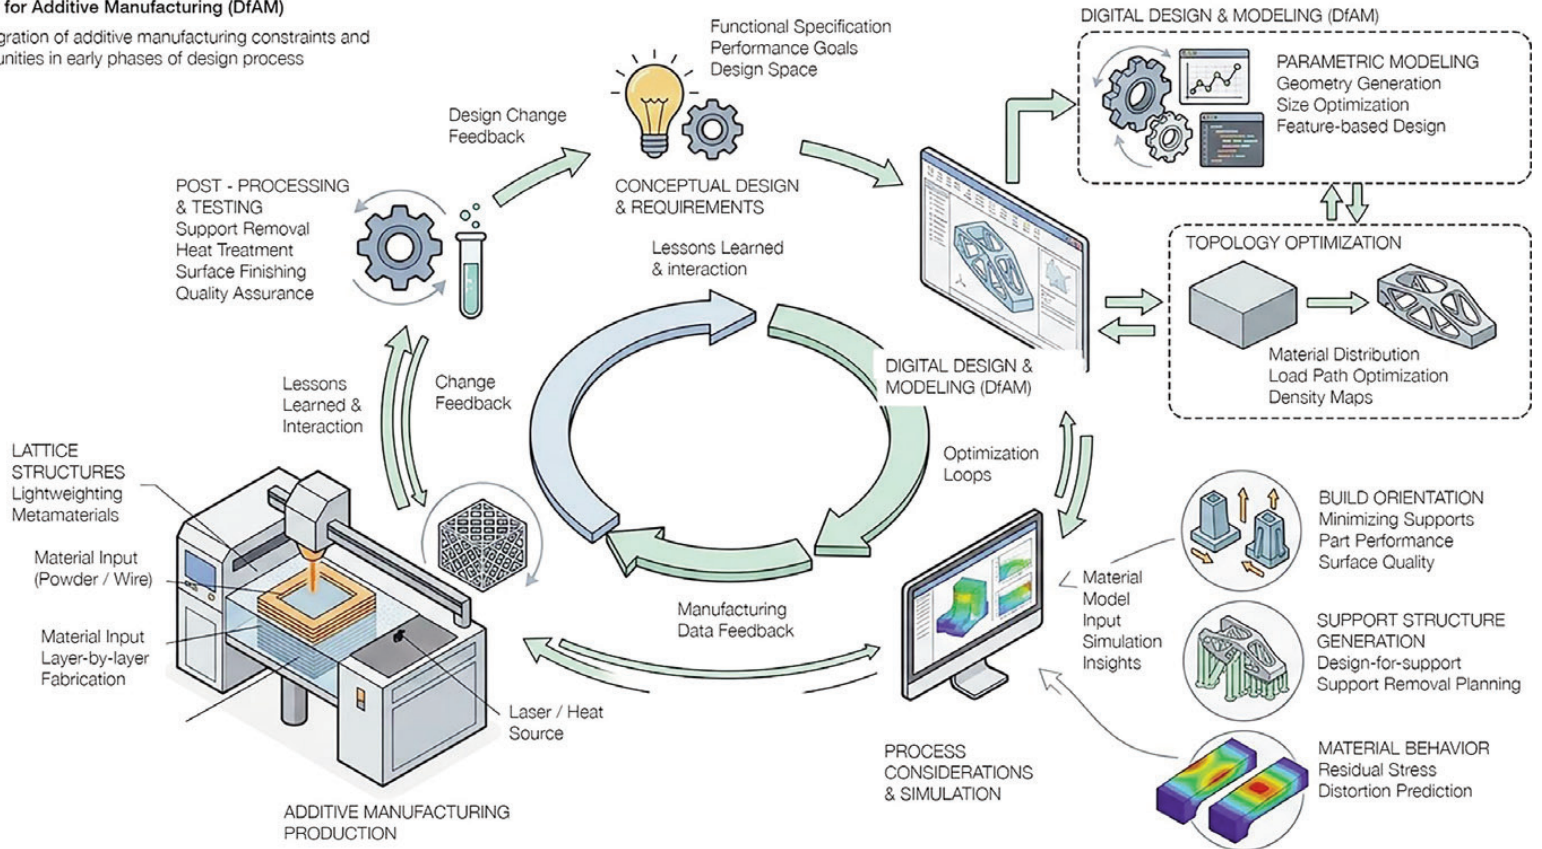 for Additive Manufacturing (DfAM)
gration of additive manufacturing constraints and
unities in early phases of design process
Functional Specification
Performance Goals
Design Space
Design Change
Feedback
CONCEPTUAL DESIGN
& REQUIREMENTS
DIGITAL DESIGN & MODELING (DfAM)
PARAMETRIC MODELING
Geometry Generation
Size Optimization
Feature-based Design
TOPOLOGY OPTIMIZATION
Material Distribution
Load Path Optimization
Density Maps
POST - PROCESSING
& TESTING
Support Removal
Heat Treatment
Surface Finishing
Quality Assurance
Lessons Learned
& interaction
DIGITAL DESIGN &
MODELING (DfAM)
Lessons
Learned &
Interaction
Change
Feedback
Optimization
Loops
LATTICE
STRUCTURES
Lightweighting
Metamaterials
Material Input
(Powder / Wire)
Material Input
Layer-by-layer
Fabrication
Laser / Heat
Source
ADDITIVE MANUFACTURING
PRODUCTION
Manufacturing
Data Feedback
PROCESS
CONSIDERATIONS
& SIMULATION
Material
Model
Input
Simulation
Insights
BUILD ORIENTATION
Minimizing Supports
Part Performance
Surface Quality
SUPPORT STRUCTURE
GENERATION
Design-for-support
Support Removal Planning
MATERIAL BEHAVIOR
Residual Stress
Distortion Prediction